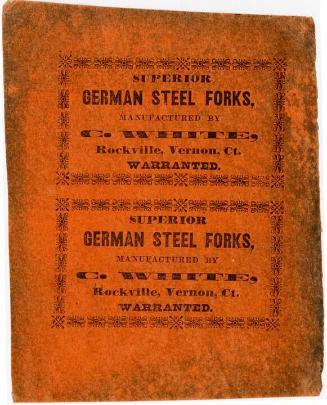 SUPERIOR
GERMAN STEEL FORKS,
MANUFACTURED BY
C. WHITE,
Rockville, Vernon, Ct.
WARRANTED.
SUPERIOR
GERMAN STEEL FORKS,
MANUFACTURED BY
C. WHITE,
Rockville, Vernon, Ct.
WARRANTED.